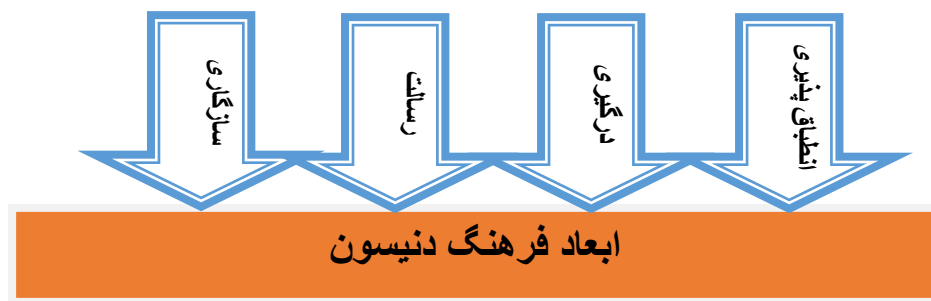 انطباق پذیری
درگیری
رسالت
سازگاری
ابعاد فرهنگ دنیسون